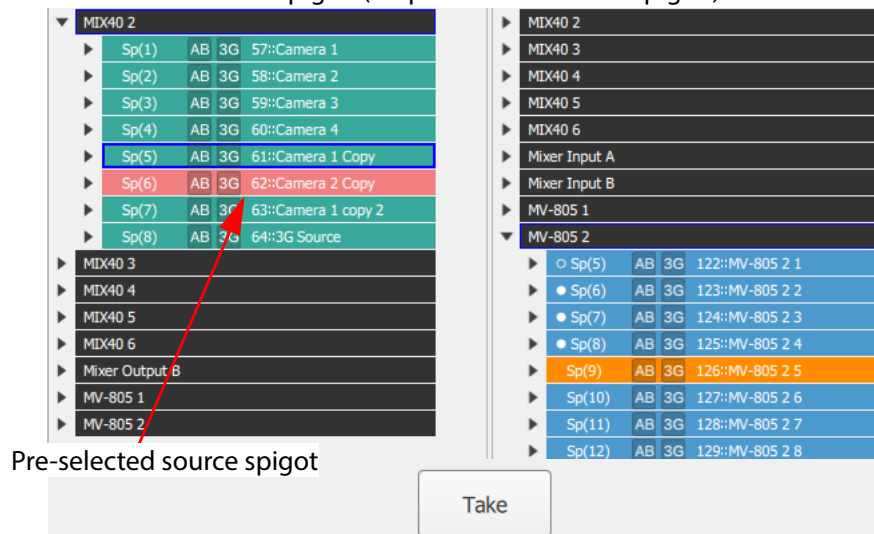 MIX40 2
Sp(1) AB 3G 57::Camera 1
Sp(2) AB 3G 58::Camera 2
Sp(3) AB 3G 59::Camera 3
Sp(4) AB 3G 60::Camera 4
Sp(5) AB 3G 61::Camera 1 Copy
Sp(6) AB 3G 62::Camera 2 Copy
Sp(7) AB 3G 63::Camera 1 copy 2
Sp(8) AB 3G 64::3G Source
MIX40 3
MIX40 4
MIX40 5
MIX40 6
Mixer Output B
MV-805 1
MV-805 2
Pre-selected source spigot
MIX40 2
MIX40 3
MIX40 4
MIX40 5
MIX40 6
Mixer Input A
Mixer Input B
MV-805 1
MV-805 2
Sp(5) AB 3G 122::MV-805 2 1
Sp(6) AB 3G 123::MV-805 2 2
Sp(7) AB 3G 124::MV-805 2 3
Sp(8) AB 3G 125::MV-805 2 4
Sp(9) AB 3G 126::MV-805 2 5
Sp(10) AB 3G 127::MV-805 2 6
Sp(11) AB 3G 128::MV-805 2 7
Sp(12) AB 3G 129::MV-805 2 8
Take